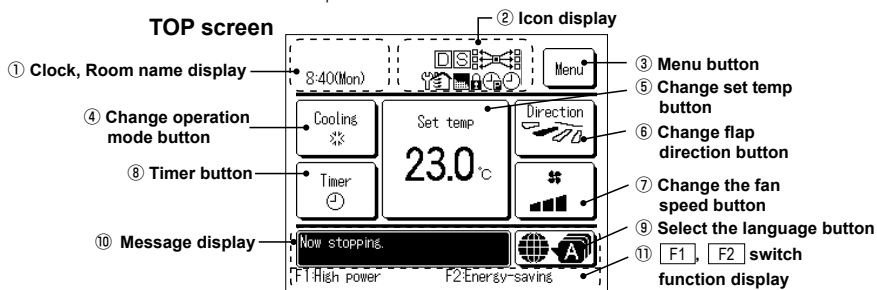 TOP screen
② Icon display
① Clock, Room name display
8:40(Mon)
D S
Menu
③ Menu button
⑤ Change set temp
button
④ Change operation
mode button
Cooling
Set temp
23.0 °C
Direction
⑥ Change flap
direction button
⑧ Timer button
Timer
⑦ Change the fan
speed button
⑨ Select the language button
⑩ Message display
Now stopping.
A
⑪ F1, F2 switch
function display
F1:High power F2:Energy-saving